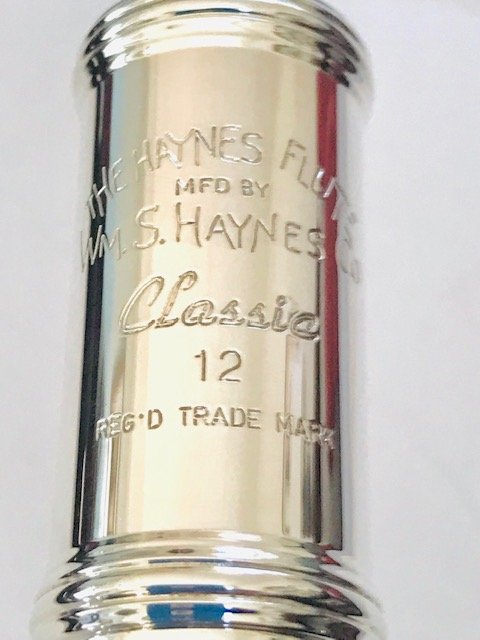 THE HAYNES FLUTE
MFD BY
WM. S. HAYNES CO
Classic
12
REG'D TRADE MARK